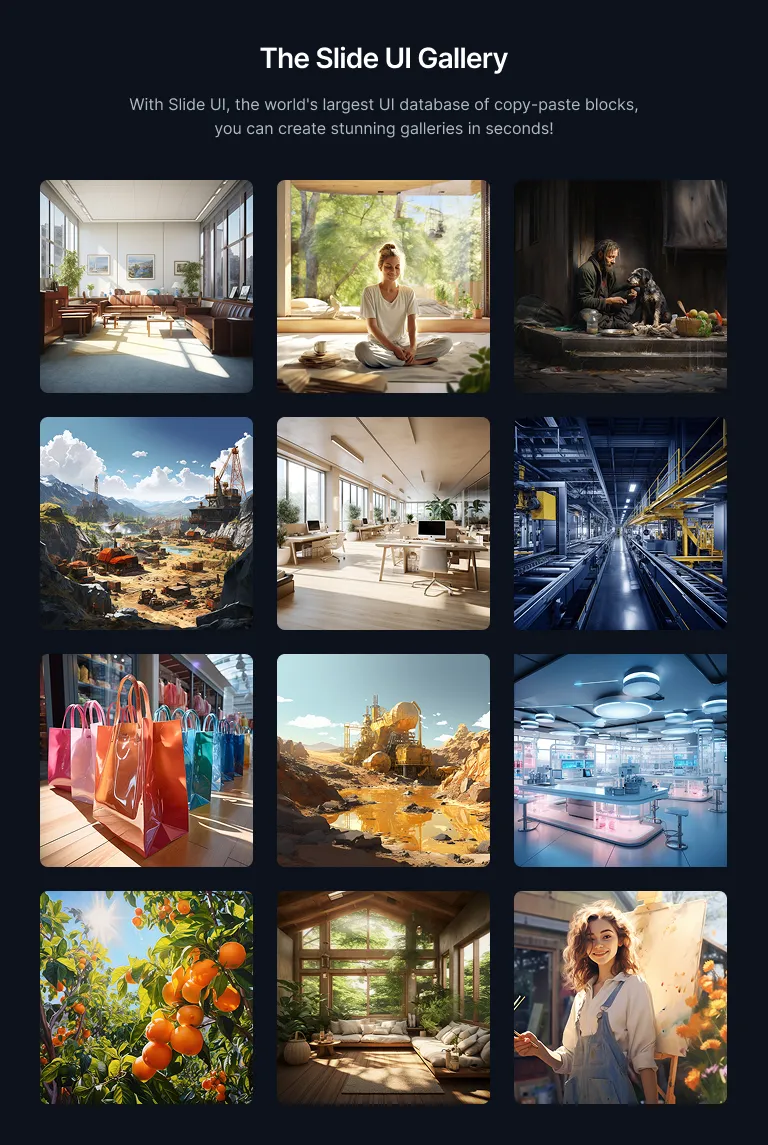 The Slide UI Gallery
With Slide UI, the world's largest UI database of copy-paste blocks,
you can create stunning galleries in seconds!